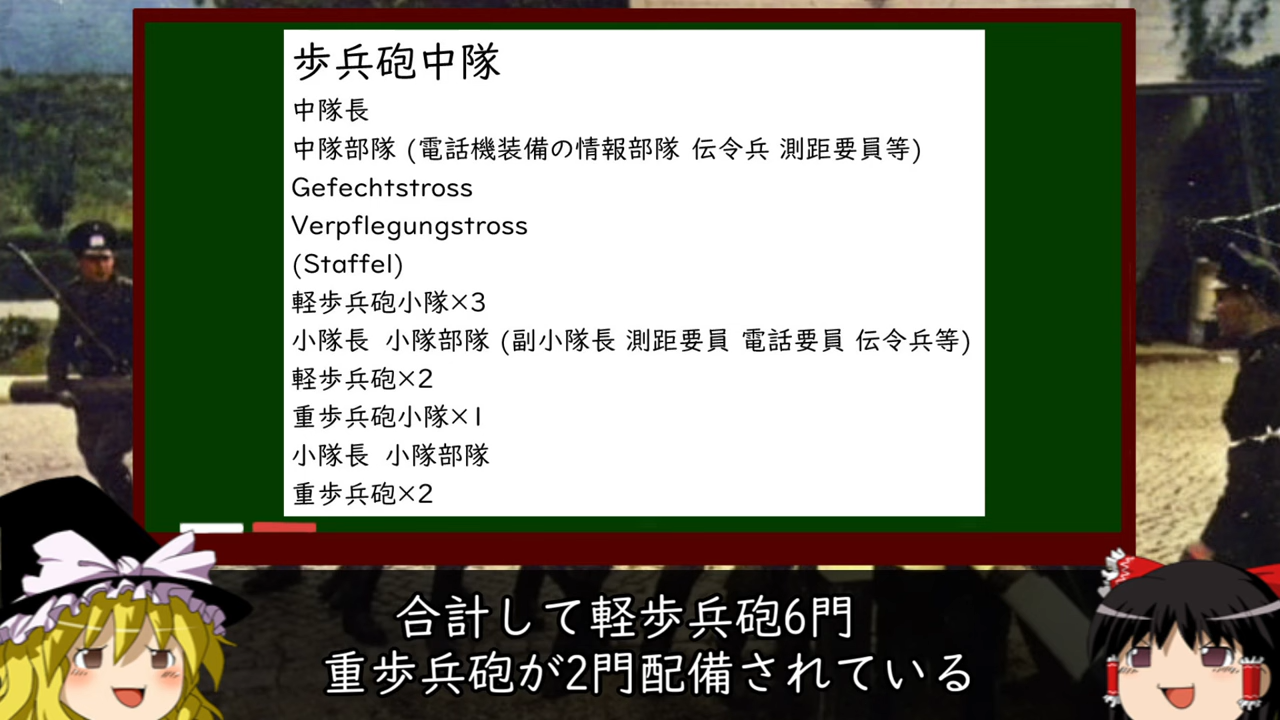 歩兵砲中隊
中隊長
中隊部隊 (電話機装備の情報部隊 伝令兵 測距要員等)
Gefechtstross
Verpflegungstross
(Staffel)
軽歩兵砲小隊×3
小隊長 小隊部隊 (副小隊長 測距要員 電話要員 伝令兵等)
軽歩兵砲×2
重歩兵砲小隊×1
小隊長 小隊部隊
重歩兵砲×2
合計して軽歩兵砲6門
重歩兵砲が2門配備されている